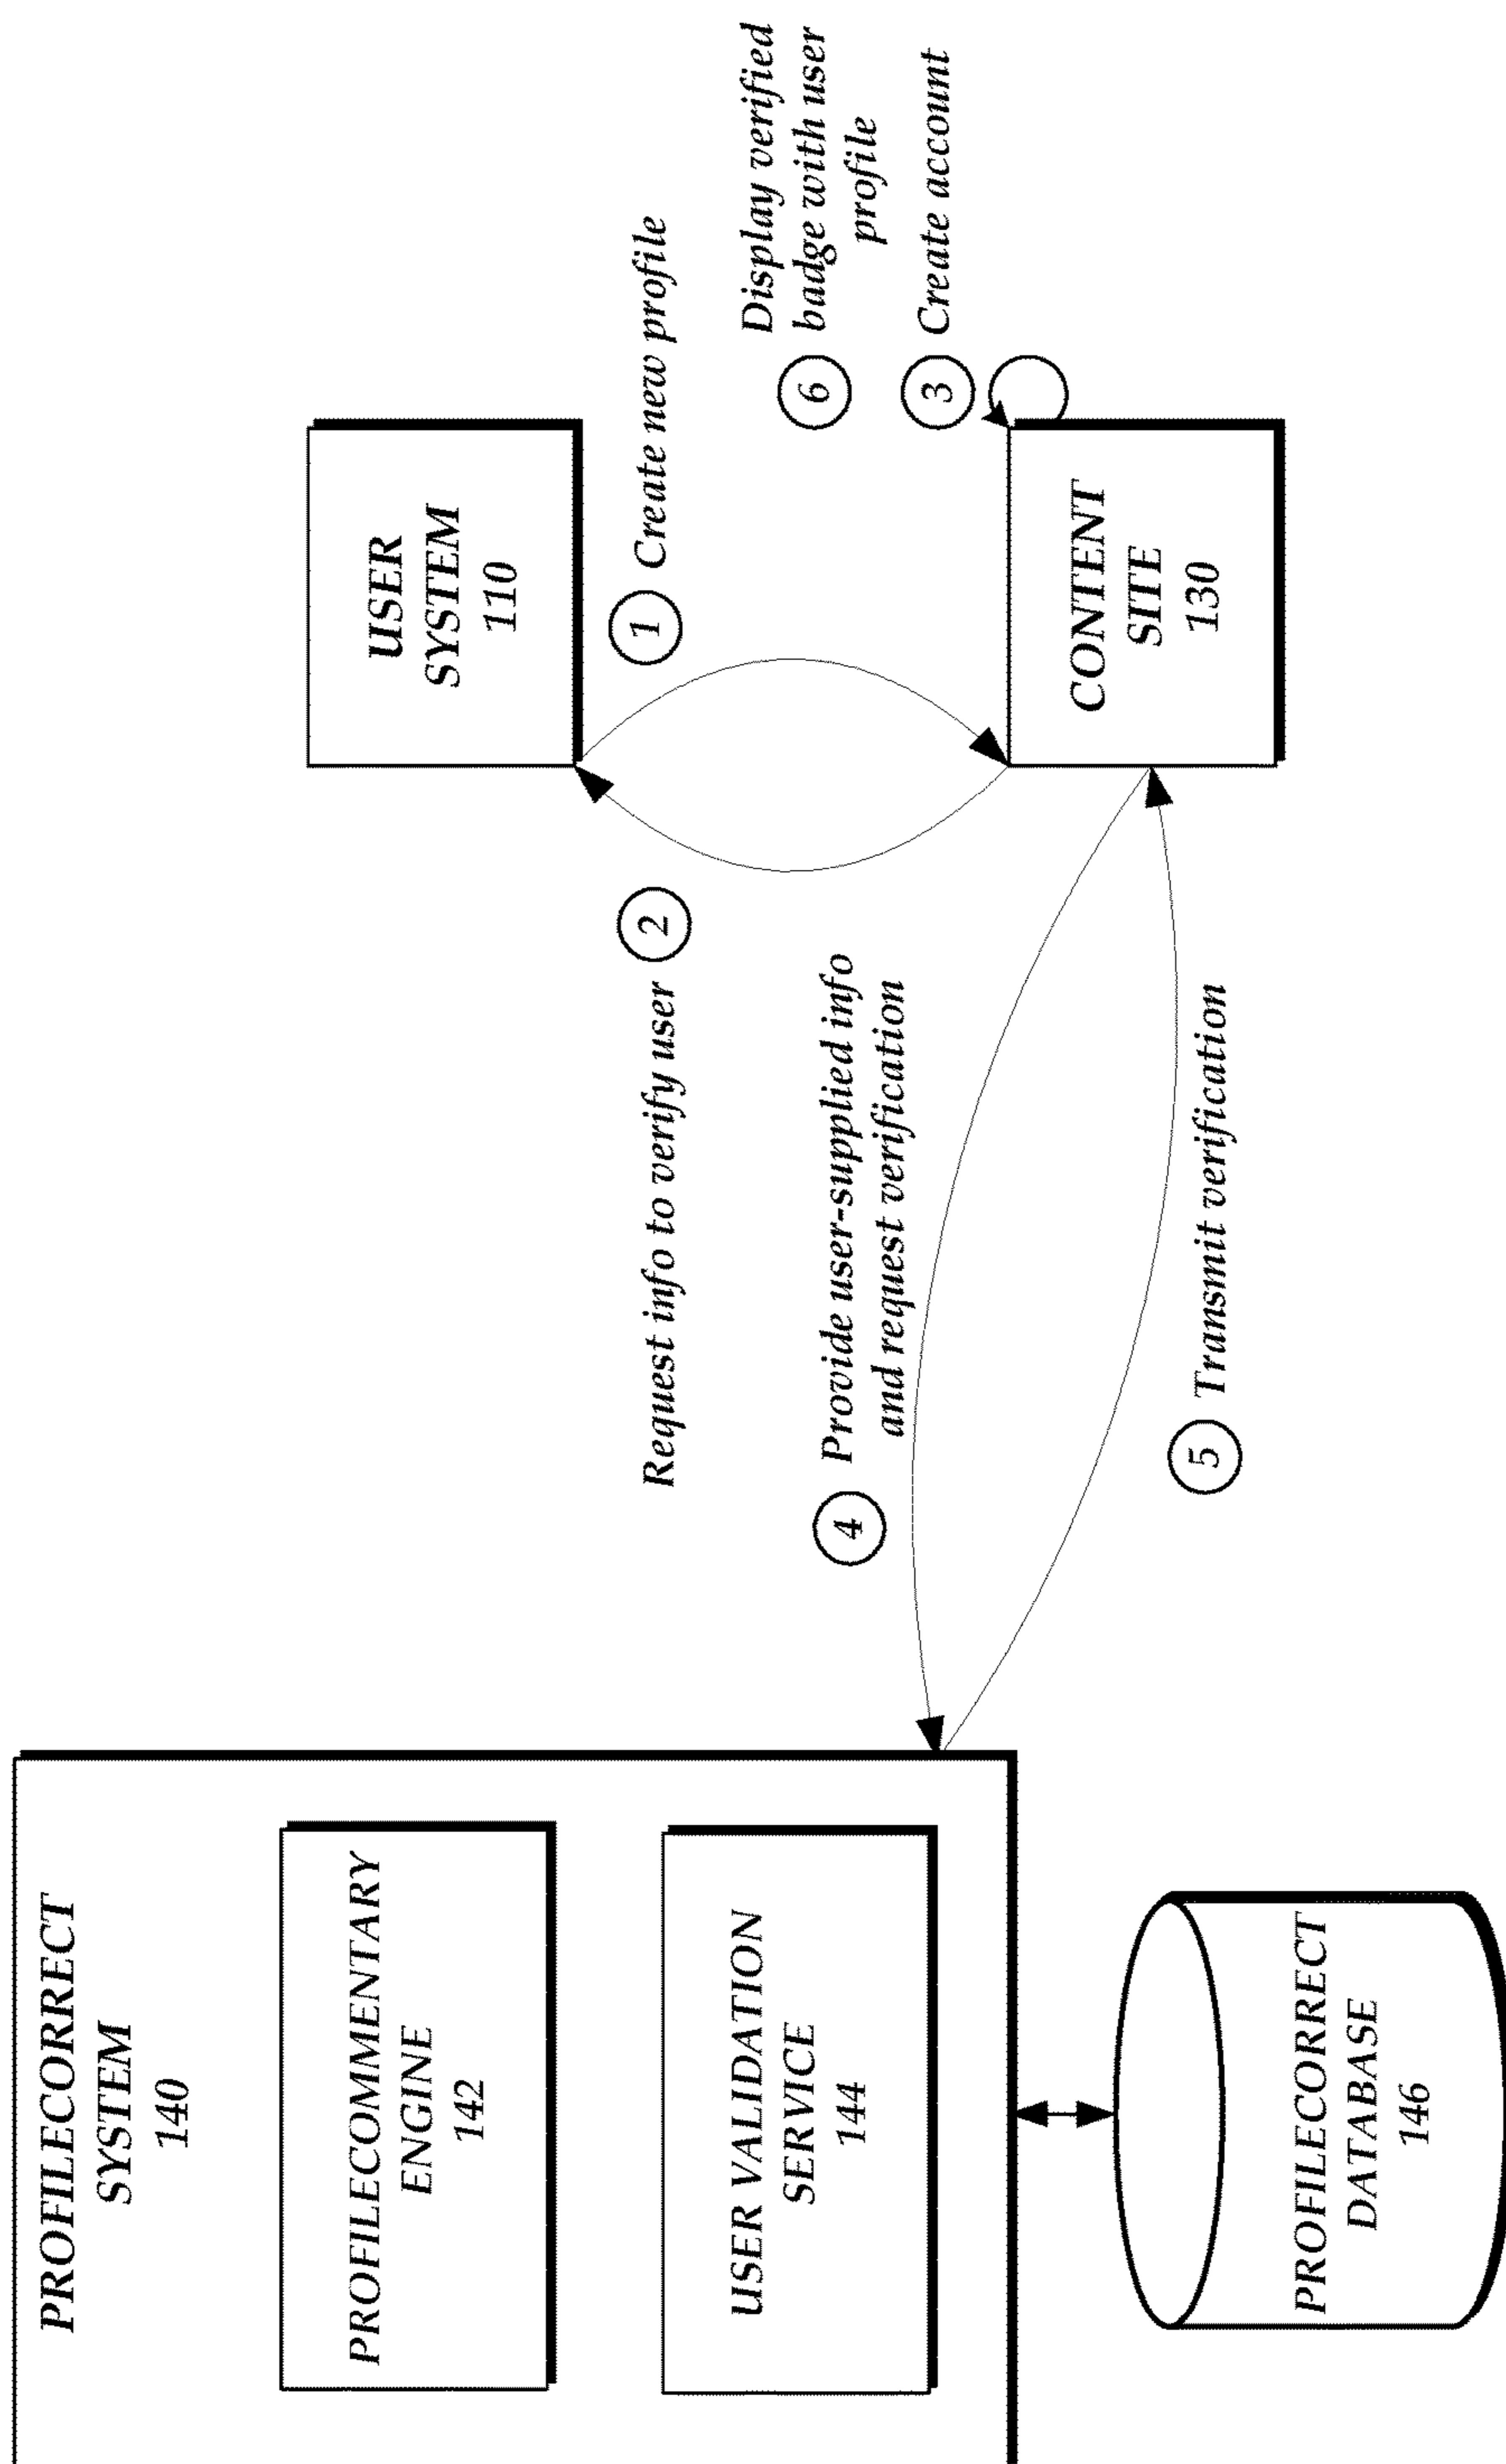 PROFILECORRECT
SYSTEM
140
PROFILECOMMENTARY
ENGINE
142
USER VALIDATION
SERVICE
144
PROFILECORRECT
DATABASE
146
USER
SYSTEM
110
1 Create new profile
Request info to verify user 2
4 Provide user-supplied info
and request verification
5 Transmit verification
6 Display verified
badge with user
profile
3 Create account
CONTENT
SITE
130